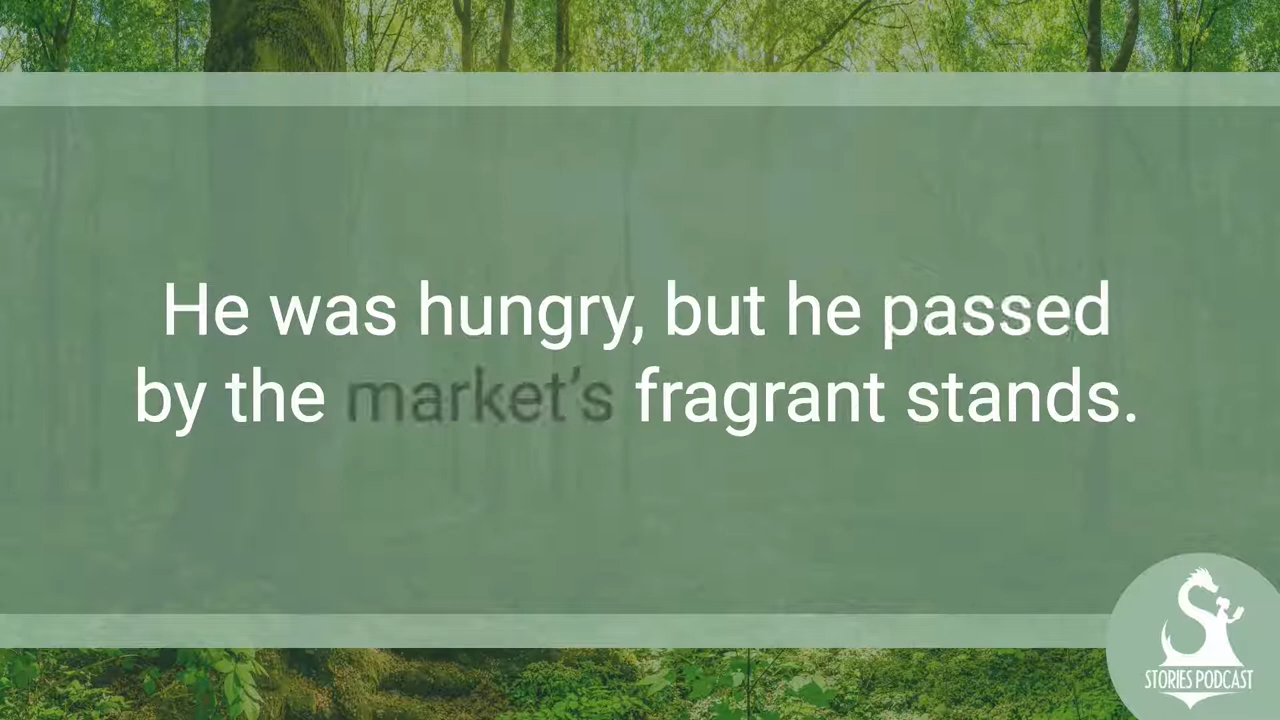 He was hungry, but he passed
by the market’s fragrant stands.
STORIES PODCAST